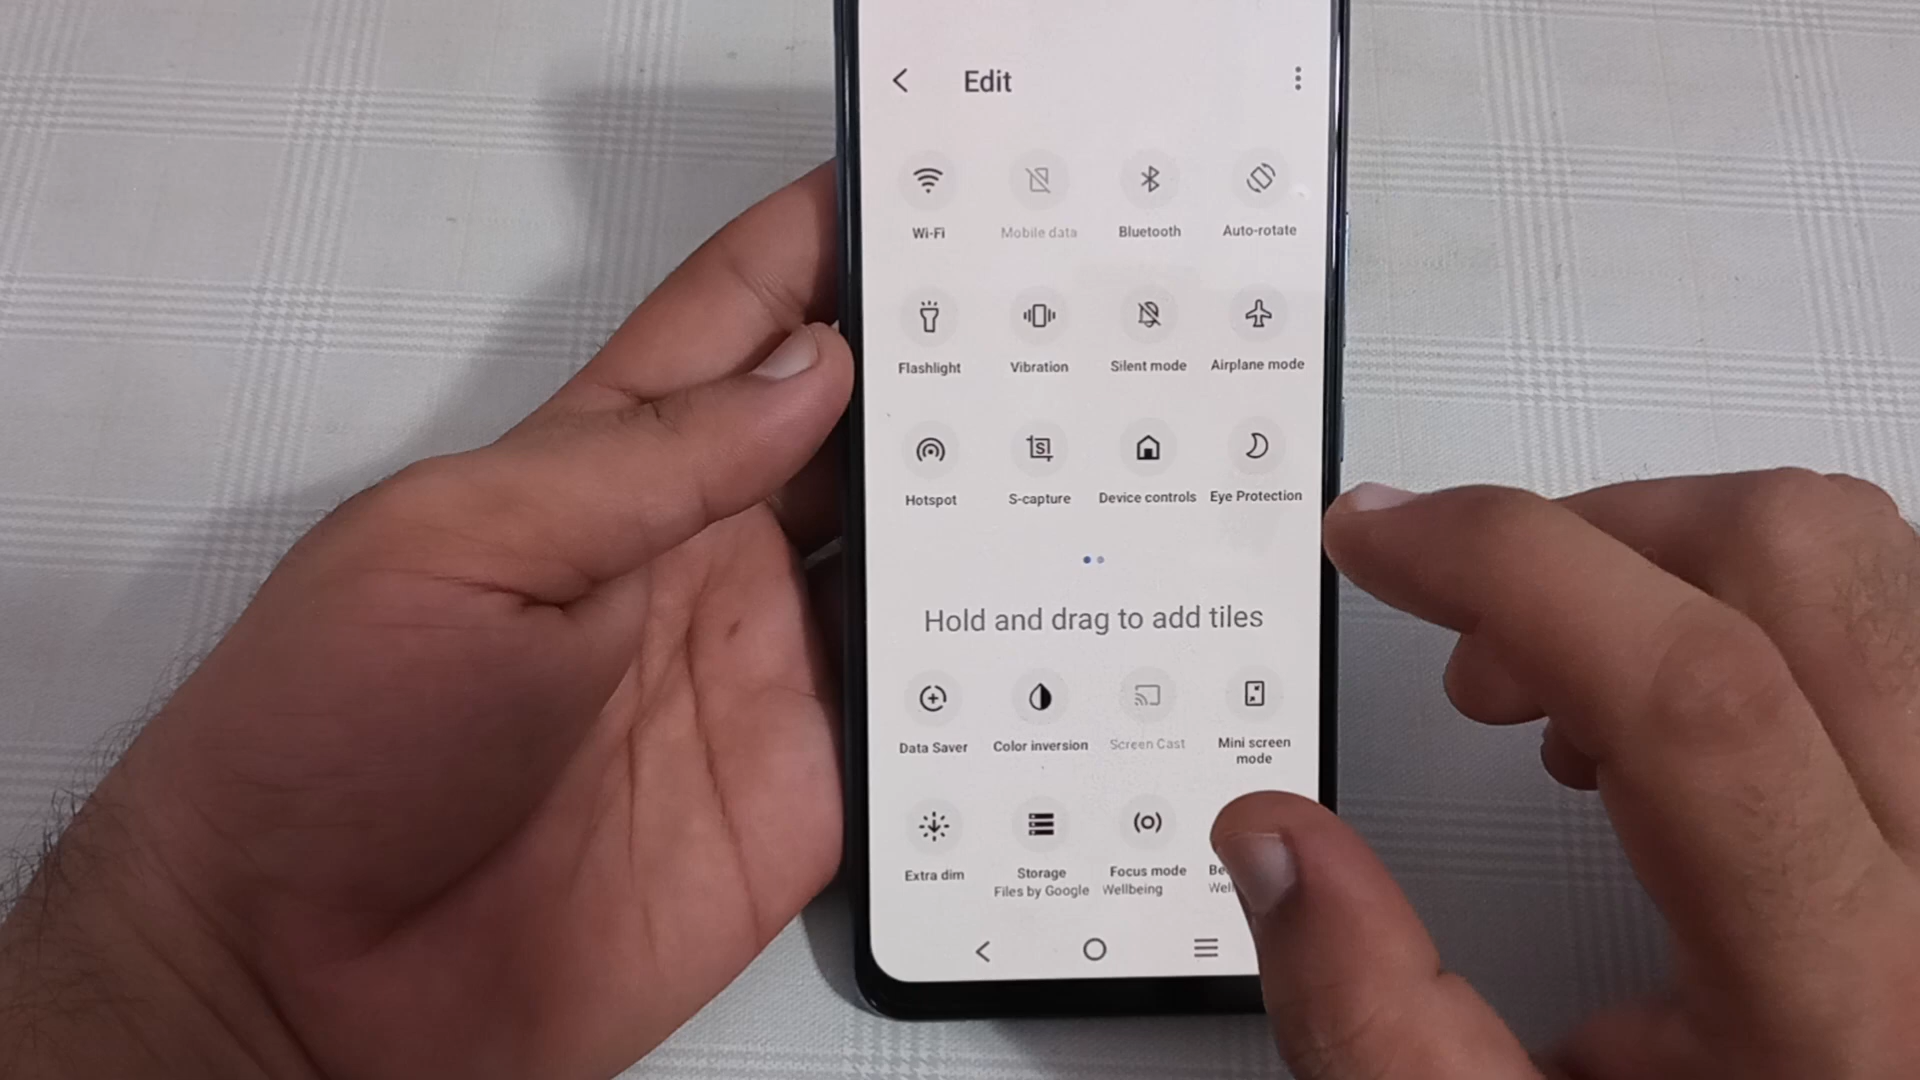 Edit
Wi-Fi
Mobile data
Bluetooth
Auto-rotate
Flashlight
Vibration
Silent mode
Airplane mode
Hotspot
S-capture
Device controls
Eye Protection
Hold and drag to add tiles
Data Saver
Color inversion
Screen Cast
Mini screen
mode
Extra dim
Storage
Files by Google
Focus mode
Wellbeing